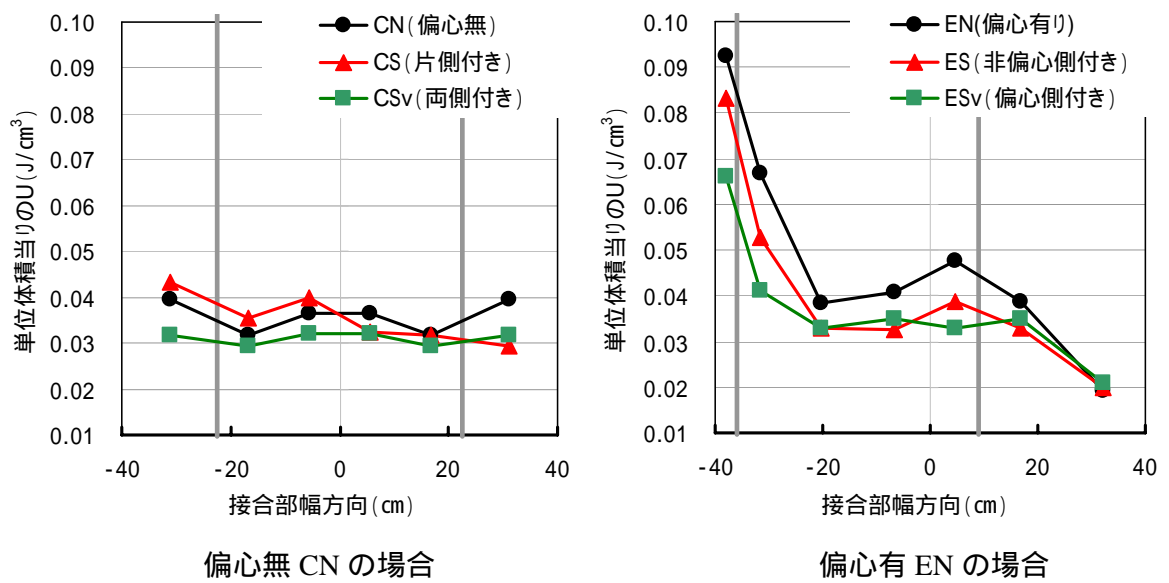 単位体積当りのU(J/cm³)
0.10
0.09
0.08
0.07
0.06
0.05
0.04
0.03
0.02
0.01
CN(偏心無)
CS(片側付き)
CSv(両側付き)
-40 -20 0 20 40
接合部幅方向(cm)
偏心無 CN の場合
単位体積当りのU(J/cm³)
0.10
0.09
0.08
0.07
0.06
0.05
0.04
0.03
0.02
0.01
EN(偏心有り)
ES(非偏心側付き)
ESv(偏心側付き)
-40 -20 0 20 40
接合部幅方向(cm)
偏心有 EN の場合